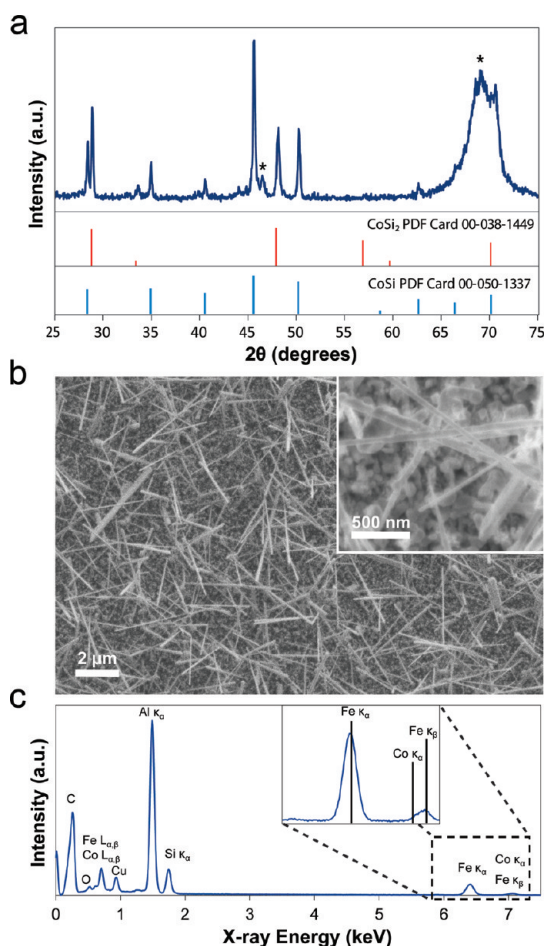 a
*
*
Intensity (a.u.)
CoSi₂ PDF Card 00-038-1449
CoSi PDF Card 00-050-1337
25 30 35 40 45 50 55 60 65 70 75
2θ (degrees)
b
500 nm
2 µm
c
Al κα
Fe κα
Fe κβ
Co κα
C
Fe Lα,β
Co Lα,β
O
Cu
Si κα
Fe κα
Co κα
Fe κβ
Intensity (a.u.)
0 1 2 3 4 5 6 7
X-ray Energy (keV)